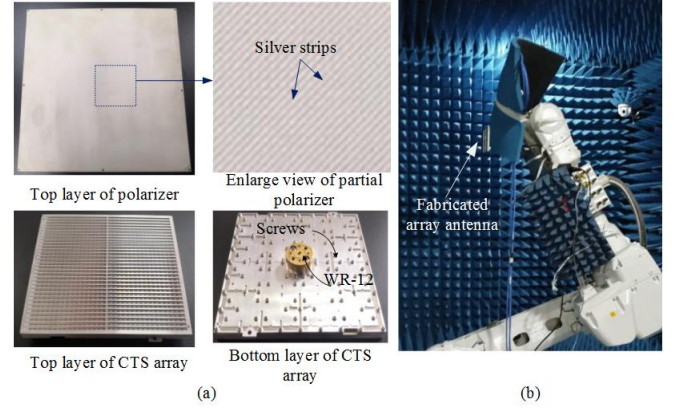 Silver strips
Top layer of polarizer
Enlarge view of partial
polarizer
Screws
WR-12
Top layer of CTS array
Bottom layer of CTS
array
(a)
Fabricated
array antenna
(b)